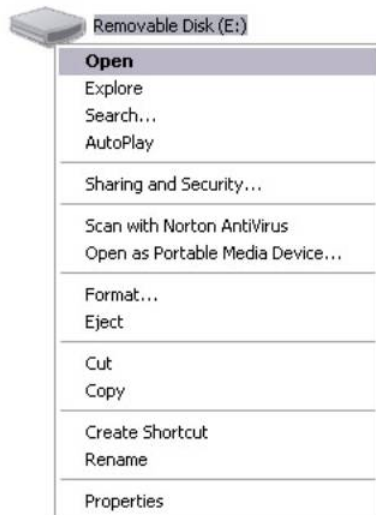 Removable Disk (E:)
Open
Explore
Search...
AutoPlay
Sharing and Security...
Scan with Norton AntiVirus
Open as Portable Media Device...
Format...
Eject
Cut
Copy
Create Shortcut
Rename
Properties